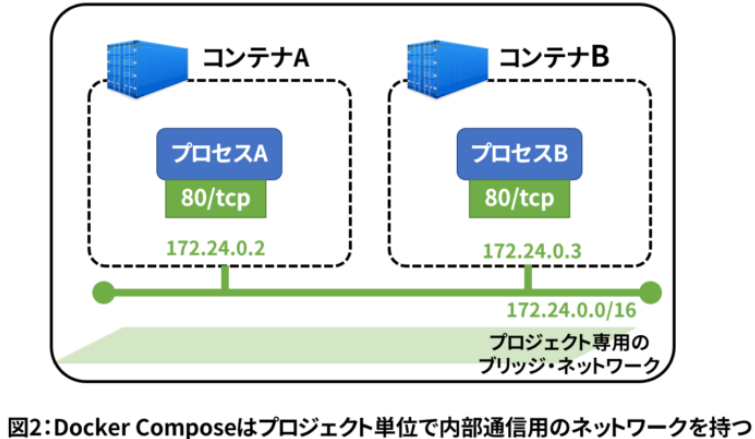 コンテナA
コンテナB
プロセスA
プロセスB
80/tcp
80/tcp
172.24.0.2
172.24.0.3
172.24.0.0/16
プロジェクト専用の
ブリッジ・ネットワーク
図2：Docker Composeはプロジェクト単位で内部通信用のネットワークを持つ